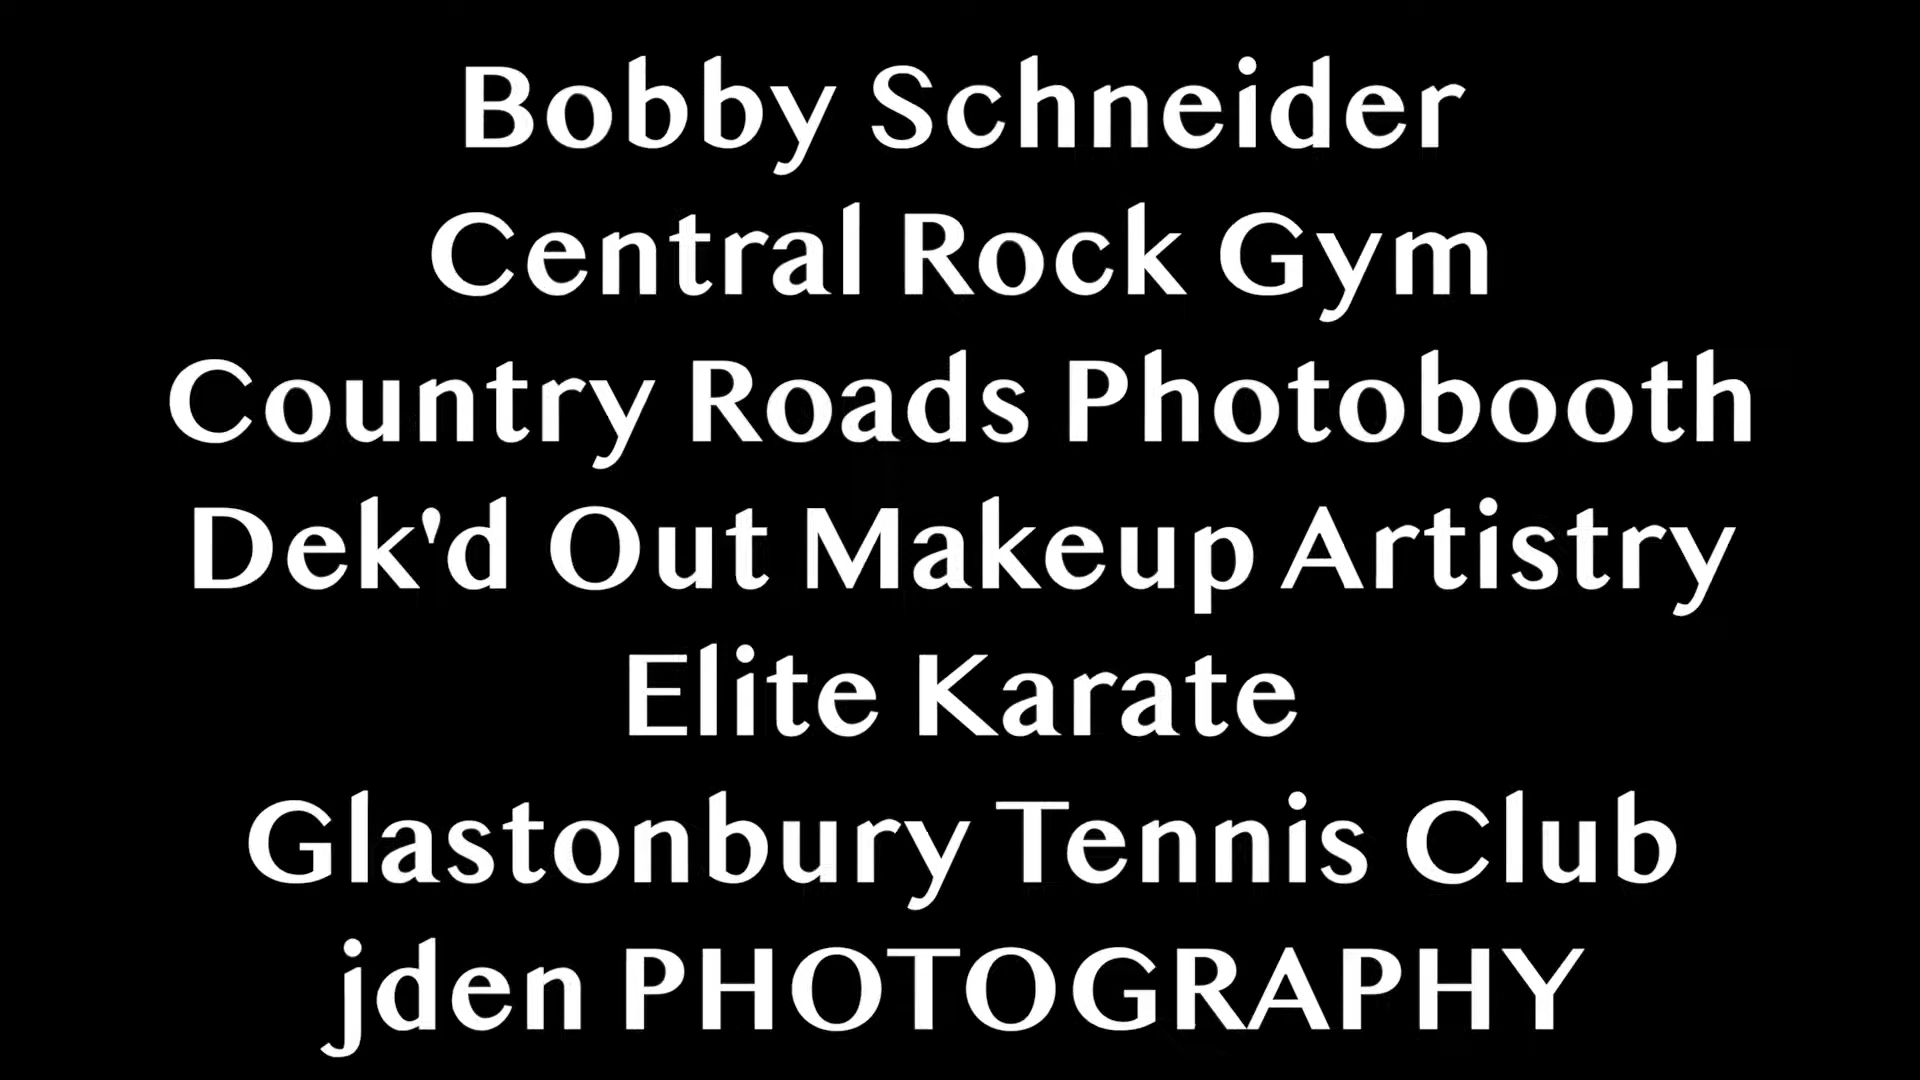 Bobby Schneider
Central Rock Gym
Country Roads Photobooth
Dek'd Out Makeup Artistry
Elite Karate
Glastonbury Tennis Club
jden PHOTOGRAPHY